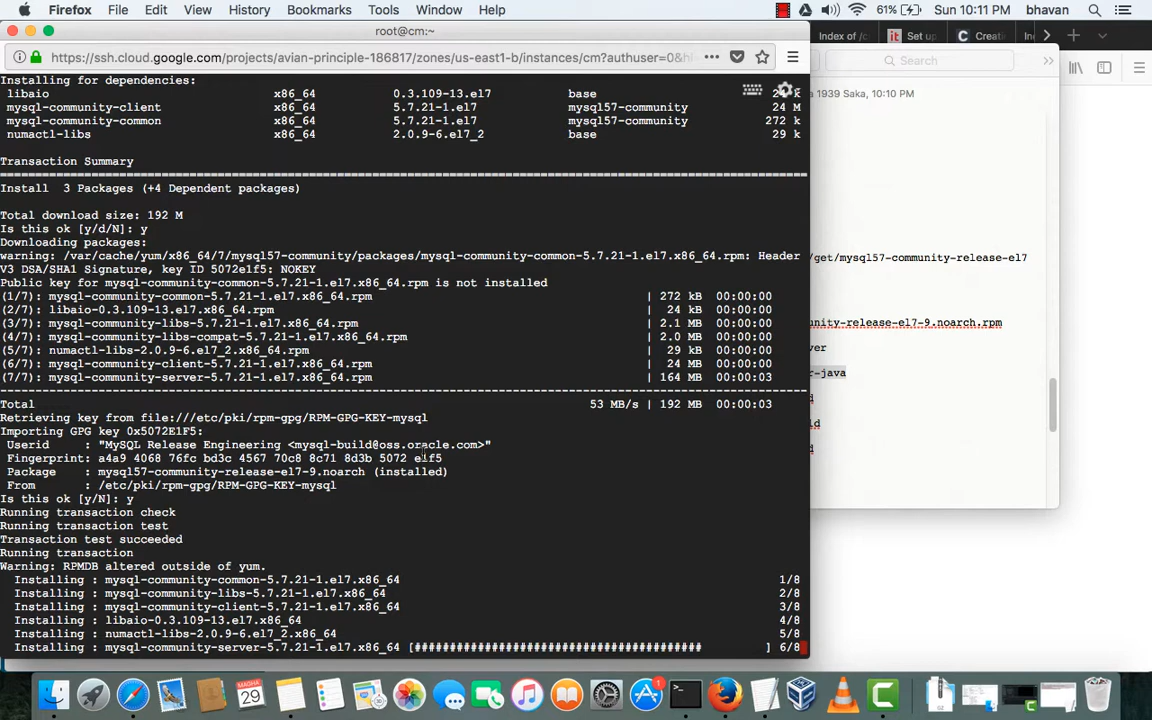 Firefox File Edit View History Bookmarks Tools Window Help 61% Sun 10:11 PM bhavan
root@cm:~
https://ssh.cloud.google.com/projects/avian-principle-186817/zones/us-east1-b/instances/cm?authuser=0&h
Index of /c
Set up
Creati
In
Search
a 1939 Saka, 10:10 PM
Installing for dependencies:
libaio x86_64 0.3.109-13.el7 base 24 k
mysql-community-client x86_64 5.7.21-1.el7 mysql57-community 24 M
mysql-community-common x86_64 5.7.21-1.el7 mysql57-community 272 k
numactl-libs x86_64 2.0.9-6.el7_2 base 29 k
Transaction Summary
Install 3 Packages (+4 Dependent packages)
Total download size: 192 M
Is this ok [y/d/N]: y
Downloading packages:
warning: /var/cache/yum/x86_64/7/mysql57-community/packages/mysql-community-common-5.7.21-1.el7.x86_64.rpm: Header
V3 DSA/SHA1 Signature, key ID 5072e1f5: NOKEY
Public key for mysql-community-common-5.7.21-1.el7.x86_64.rpm is not installed
(1/7): mysql-community-common-5.7.21-1.el7.x86_64.rpm | 272 kB 00:00:00
(2/7): libaio-0.3.109-13.el7.x86_64.rpm | 24 kB 00:00:00
(3/7): mysql-community-libs-5.7.21-1.el7.x86_64.rpm | 2.1 MB 00:00:00
(4/7): mysql-community-libs-compat-5.7.21-1.el7.x86_64.rpm | 2.0 MB 00:00:00
(5/7): numactl-libs-2.0.9-6.el7_2.x86_64.rpm | 29 kB 00:00:00
(6/7): mysql-community-client-5.7.21-1.el7.x86_64.rpm | 24 MB 00:00:00
(7/7): mysql-community-server-5.7.21-1.el7.x86_64.rpm | 164 MB 00:00:03
Total 53 MB/s | 192 MB 00:00:03
Retrieving key from file:///etc/pki/rpm-gpg/RPM-GPG-KEY-mysql
Importing GPG key 0x5072E1F5:
Userid : "MySQL Release Engineering <mysql-build@oss.oracle.com>"
Fingerprint: a4a9 4068 76fc bd3c 4567 70c8 8c71 8d3b 5072 e1f5
Package : mysql57-community-release-el7-9.noarch (installed)
From : /etc/pki/rpm-gpg/RPM-GPG-KEY-mysql
Is this ok [y/N]: y
Running transaction check
Running transaction test
Transaction test succeeded
Running transaction
Warning: RPMDB altered outside of yum.
Installing : mysql-community-common-5.7.21-1.el7.x86_64 1/8
Installing : mysql-community-libs-5.7.21-1.el7.x86_64 2/8
Installing : mysql-community-client-5.7.21-1.el7.x86_64 3/8
Installing : libaio-0.3.109-13.el7.x86_64 4/8
Installing : numactl-libs-2.0.9-6.el7_2.x86_64 5/8
Installing : mysql-community-server-5.7.21-1.el7.x86_64 [######################################### ] 6/8
/get/mysql57-community-release-el7
unity-release-el7-9.noarch.rpm
ver
r-java
d
ld
d
MAR
29